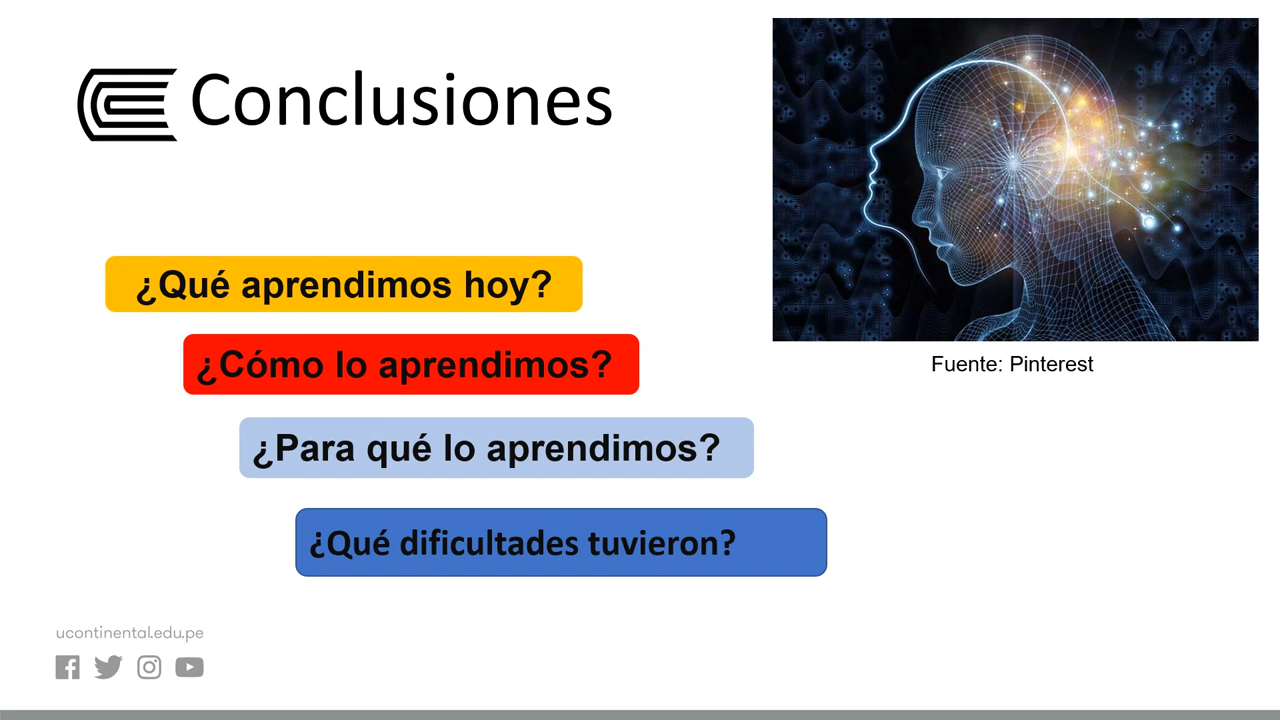 Conclusiones
¿Qué aprendimos hoy?
¿Cómo lo aprendimos?
¿Para qué lo aprendimos?
¿Qué dificultades tuvieron?
Fuente: Pinterest
ucontinental.edu.pe